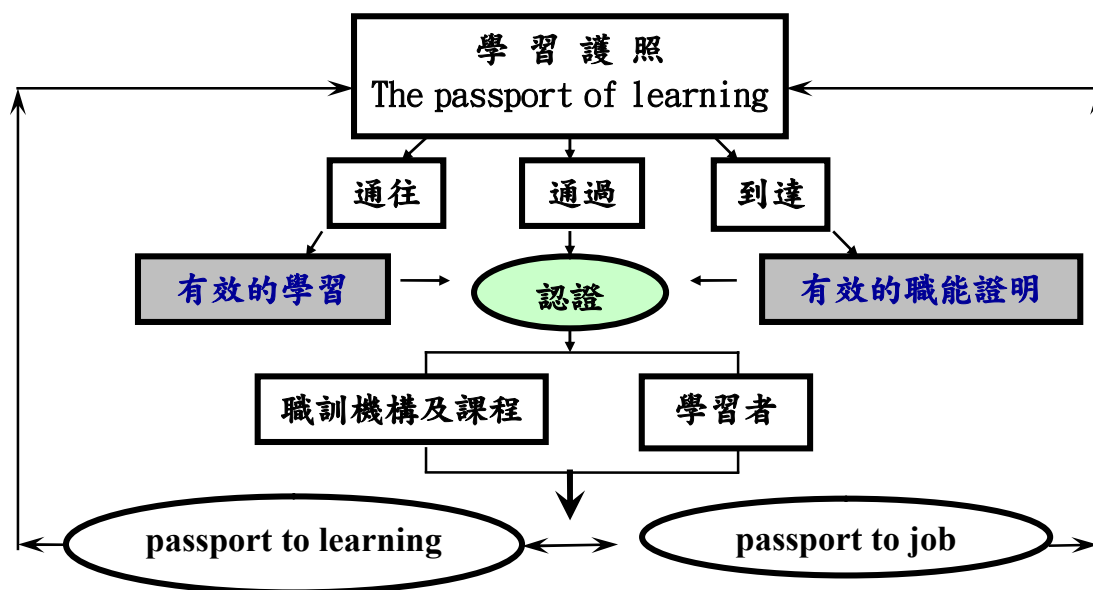 學習護照
The passport of learning
通往
通過
到達
有效的學習
認證
有效的職能證明
職訓機構及課程
學習者
passport to learning
passport to job